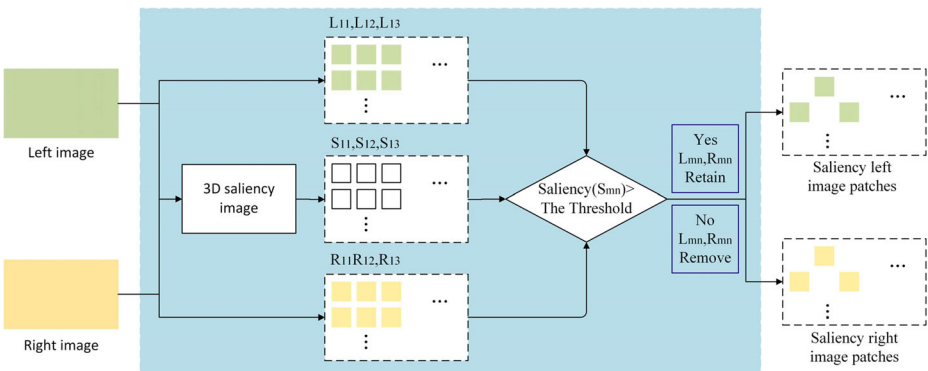 Left image
Right image
3D saliency
image
L11,L12,L13
...
...
S11,S12,S13
...
...
R11R12,R13
...
...
Saliency(Smn)>
The Threshold
Yes
Lmn,Rmn
Retain
No
Lmn,Rmn
Remove
...
...
Saliency left
image patches
...
...
Saliency right
image patches